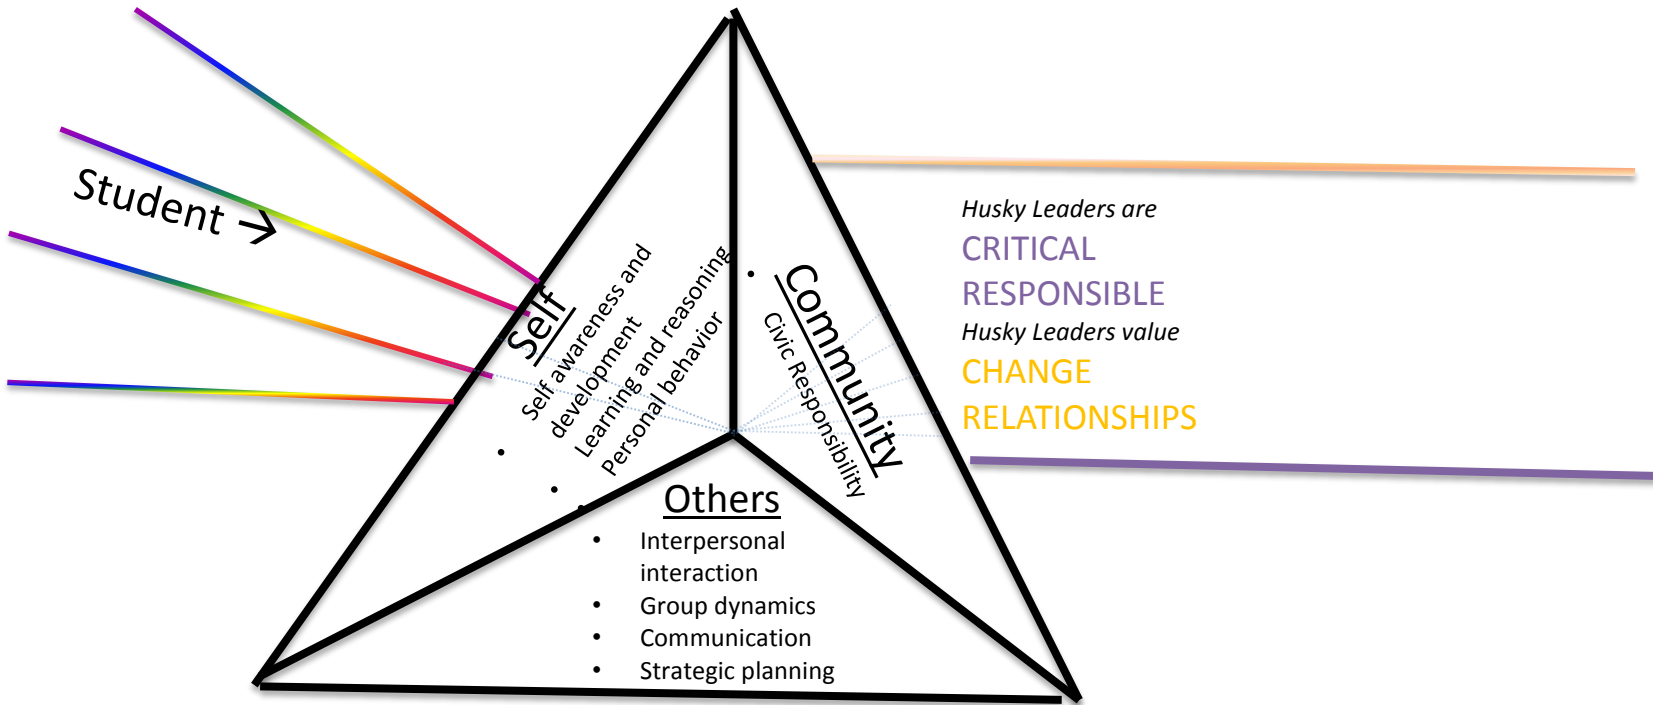 Student →
Self
• Self awareness and
development
• Learning and reasoning
• Personal behavior
• Community
Civic Responsibility
Others
• Interpersonal
interaction
• Group dynamics
• Communication
• Strategic planning
Husky Leaders are
CRITICAL
RESPONSIBLE
Husky Leaders value
CHANGE
RELATIONSHIPS